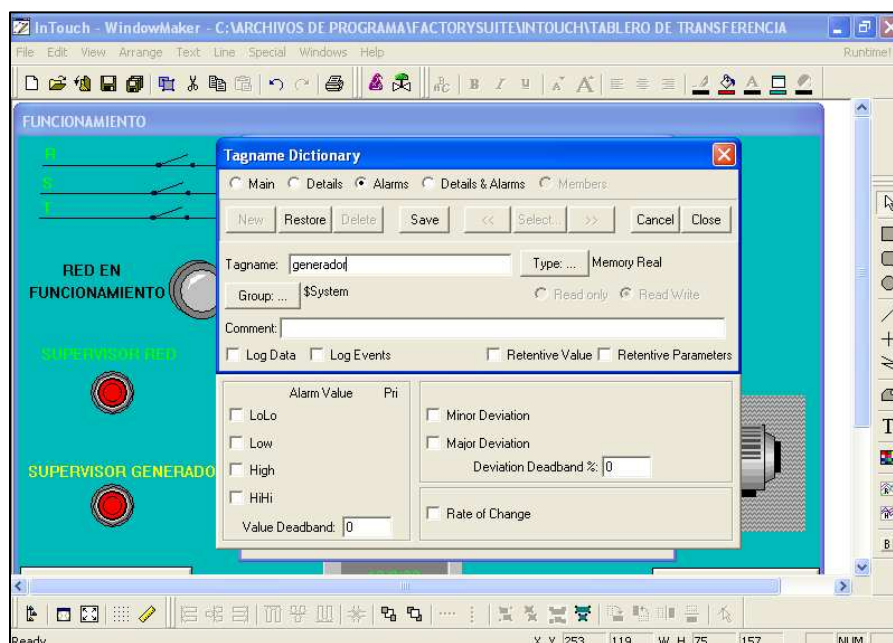 InTouch - WindowMaker - C:\ARCHIVOS DE PROGRAMA\FACTORYSUITE\INTOUCH\TABLERO DE TRANSFERENCIA
File Edit View Arrange Text Line Special Windows Help Runtime!
FUNCIONAMIENTO
R
S
T
RED EN
FUNCIONAMIENTO
SUPERVISOR RED
SUPERVISOR GENERADO
Tagname Dictionary
Main Details Alarms Details & Alarms Members
New Restore Delete Save << Select... >> Cancel Close
Tagname: generador Type: ... Memory Real
Group: ... $System Read only Read Write
Comment:
Log Data Log Events Retentive Value Retentive Parameters
Alarm Value Pri
LoLo Minor Deviation
Low Major Deviation
High Deviation Deadband %: 0
HiHi Rate of Change
Value Deadband: 0
Ready X, Y 253 119 W, H 75 157 NUM